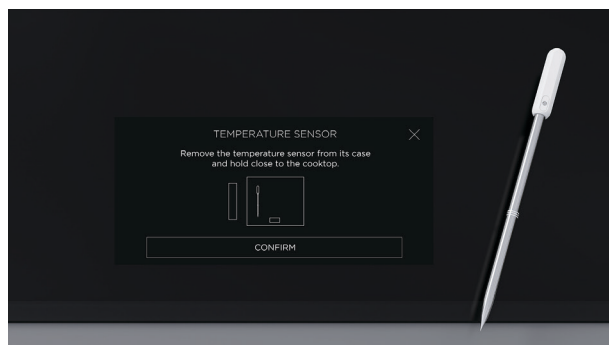 TEMPERATURE SENSOR
Remove the temperature sensor from its case
and hold close to the cooktop.
CONFIRM